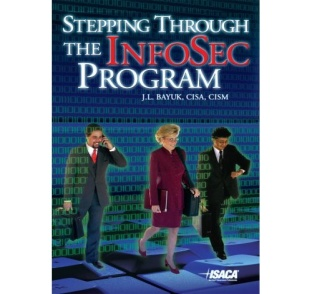 STEPPING THROUGH
THE INFOSEC
PROGRAM
J.L. BAYUK, CISA, CISM
ISACA